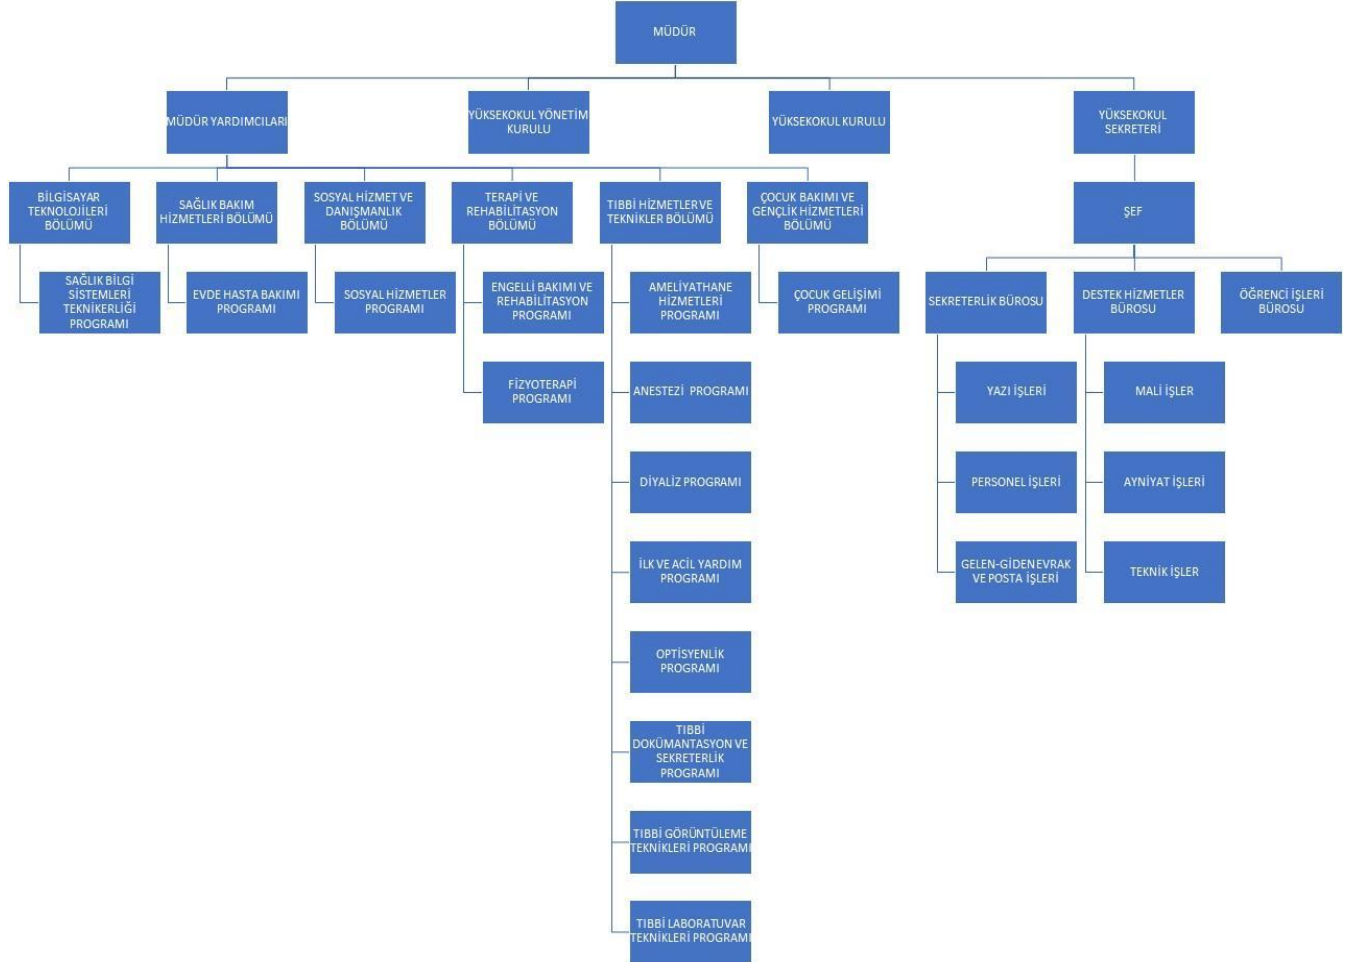 MÜDÜR
MÜDÜR YARDIMCILARI
YÜKSEKOKUL YÖNETİM
KURULU
YÜKSEKOKUL KURULU
YÜKSEKOKUL
SEKRETERİ
BİLGİSAYAR
TEKNOLOJİLERİ
BÖLÜMÜ
SAĞLIK BAKIM
HİZMETLERİ BÖLÜMÜ
SOSYAL HİZMET VE
DANIŞMANLIK BÖLÜMÜ
TERAPİ VE
REHABİLİTASYON
BÖLÜMÜ
TIBBİ HİZMETLER VE
TEKNİKLER BÖLÜMÜ
ÇOCUK BAKIMI VE
GENÇLİK HİZMETLERİ
BÖLÜMÜ
ŞEF
SAĞLIK BİLGİ
SİSTEMLERİ
TEKNİKERLİĞİ
PROGRAMI
EVDE HASTA BAKIMI
PROGRAMI
SOSYAL HİZMETLER
PROGRAMI
ENGELLİ BAKIMI VE
REHABİLİTASYON
PROGRAMI
AMELİYATHANE
HİZMETLERİ
PROGRAMI
ÇOCUK GELİŞİMİ
PROGRAMI
SEKRETERLİK BÜROSU
DESTEK HİZMETLER
BÜROSU
ÖĞRENCİ İŞLERİ
BÜROSU
FİZYOTERAPİ
PROGRAMI
ANESTEZİ PROGRAMI
YAZI İŞLERİ
MALİ İŞLER
DİYALİZ PROGRAMI
PERSONEL İŞLERİ
AYNİYAT İŞLERİ
İLK VE ACİL YARDIM
PROGRAMI
GELEN-GİDEN EVRAK
VE POSTA İŞLERİ
TEKNİK İŞLER
OPTİSYENLİK
PROGRAMI
TIBBİ
DOKÜMANTASYON VE
SEKRETERLİK
PROGRAMI
TIBBİ GÖRÜNTÜLEME
TEKNİKLERİ PROGRAMI
TIBBİ LABORATUVAR
TEKNİKLERİ PROGRAMI